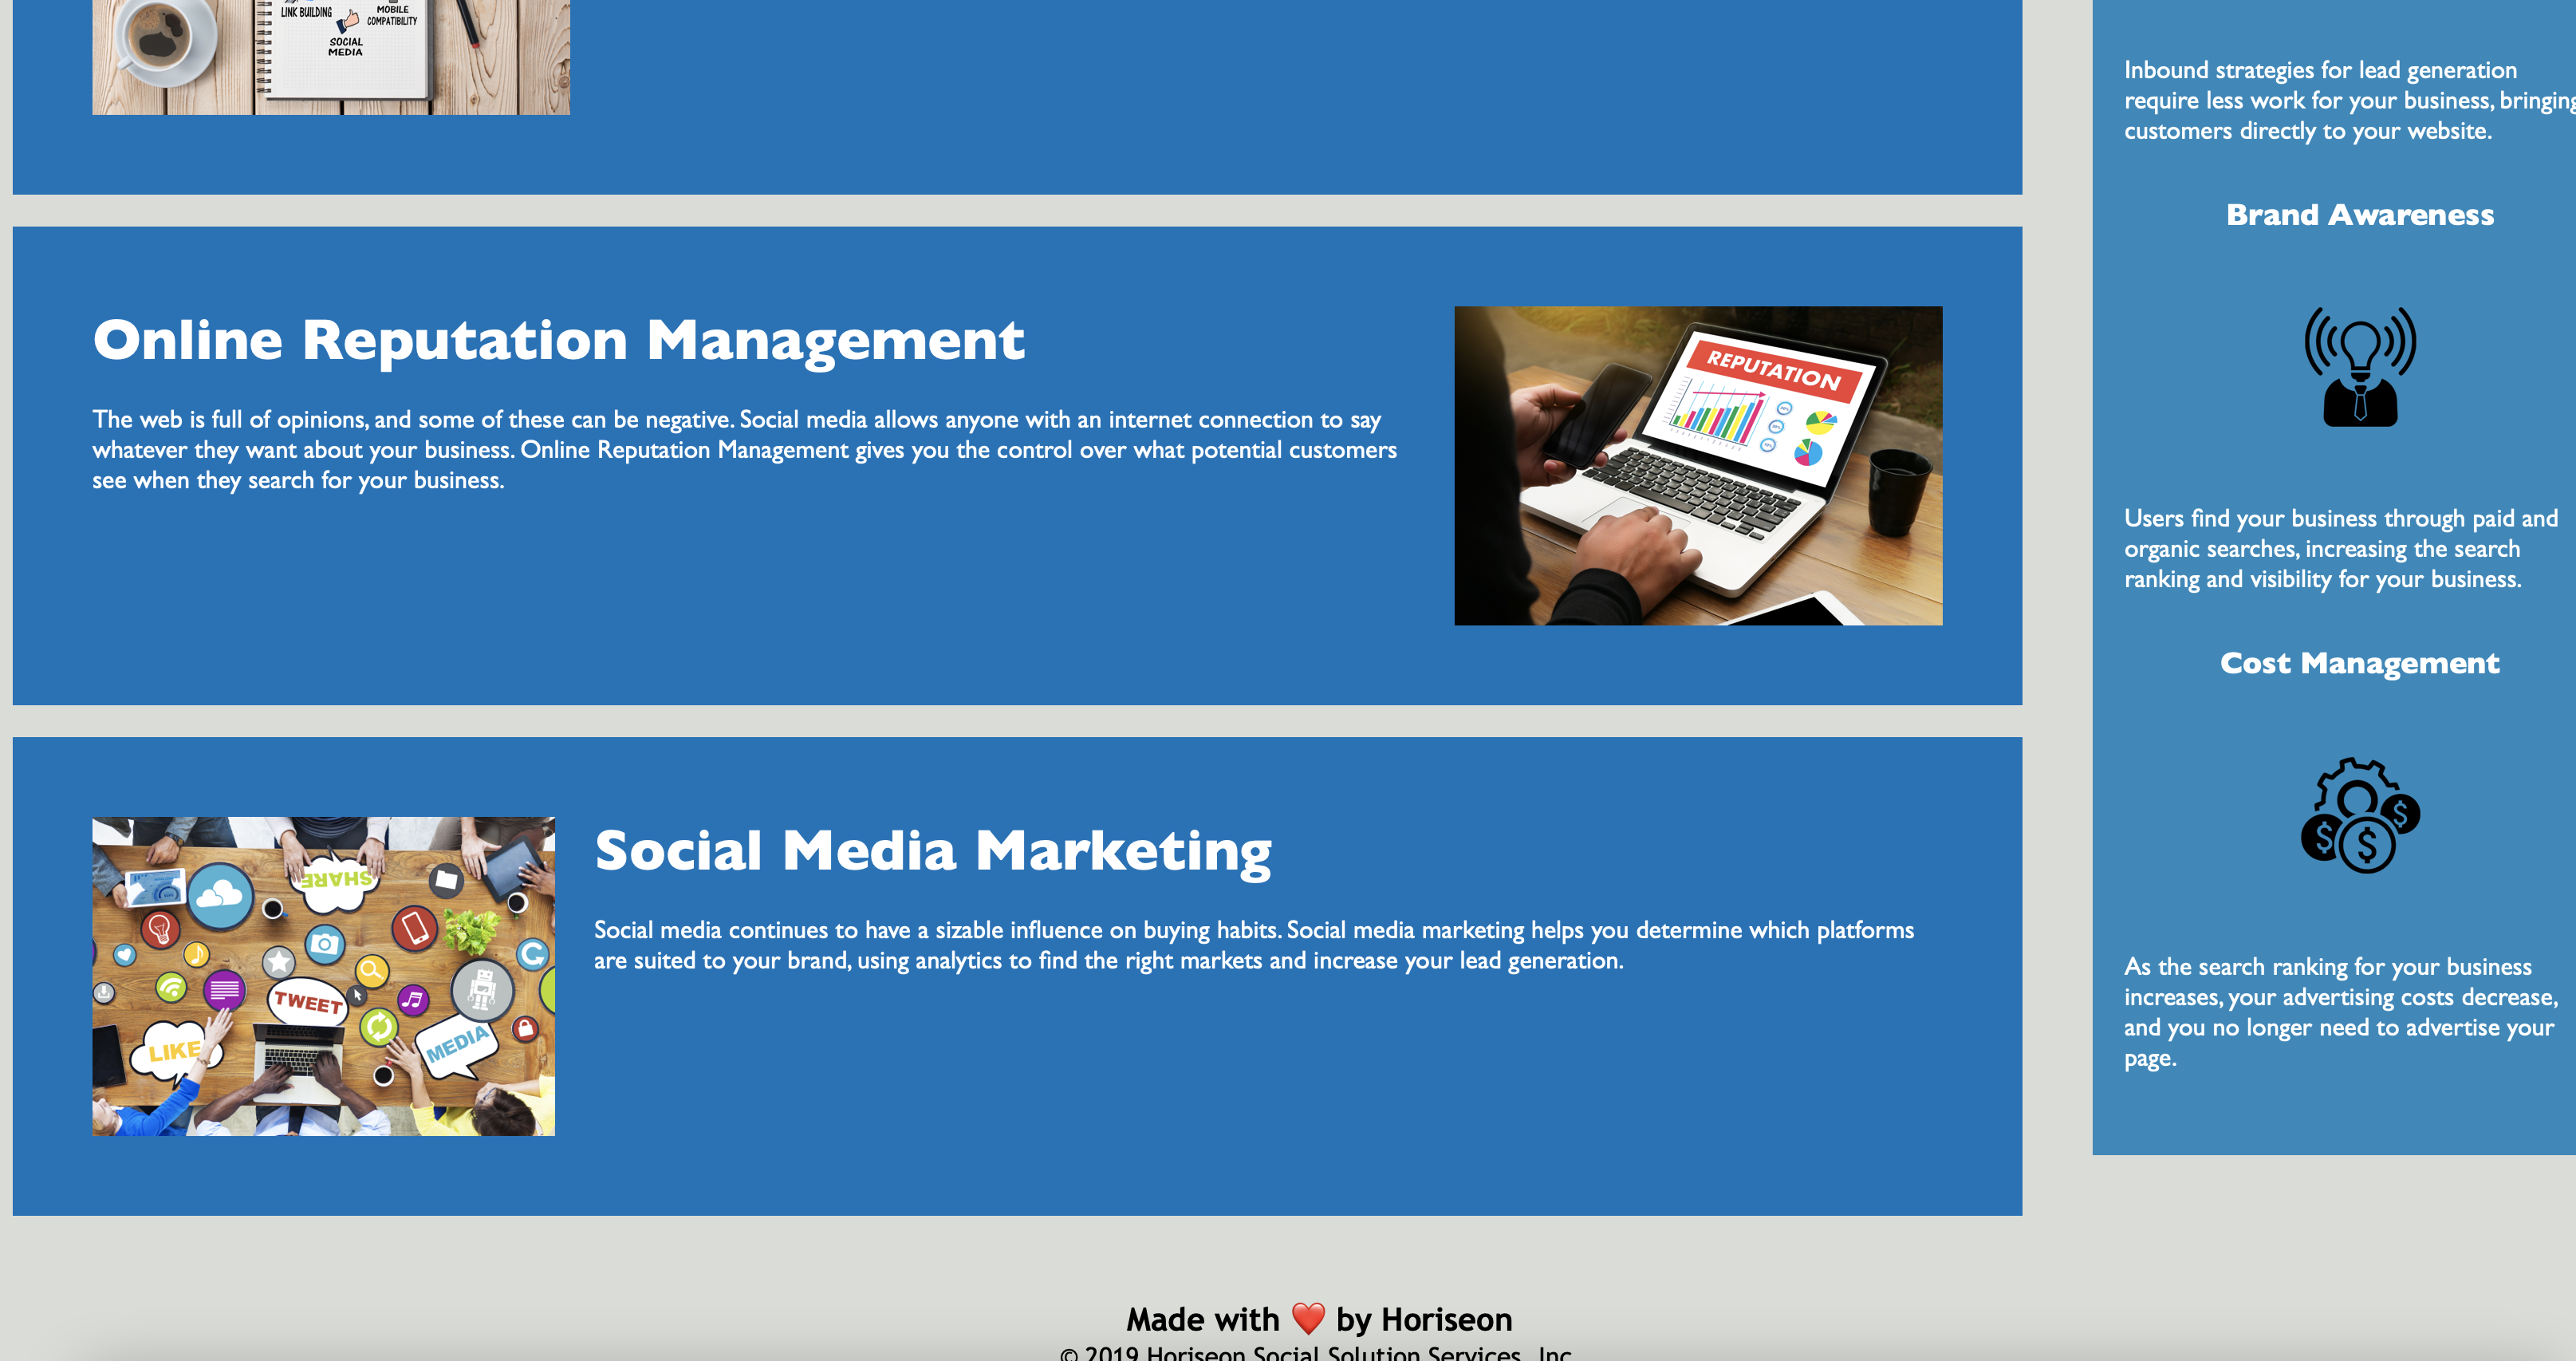 LINK BUILDING
MOBILE
COMPATIBILITY
SOCIAL
MEDIA
Online Reputation Management
The web is full of opinions, and some of these can be negative. Social media allows anyone with an internet connection to say
whatever they want about your business. Online Reputation Management gives you the control over what potential customers
see when they search for your business.
REPUTATION
SHARE
TWEET
LIKE
MEDIA
Social Media Marketing
Social media continues to have a sizable influence on buying habits. Social media marketing helps you determine which platforms
are suited to your brand, using analytics to find the right markets and increase your lead generation.
Inbound strategies for lead generation
require less work for your business, bringing
customers directly to your website.
Brand Awareness
Users find your business through paid and
organic searches, increasing the search
ranking and visibility for your business.
Cost Management
$ $ $
As the search ranking for your business
increases, your advertising costs decrease,
and you no longer need to advertise your
page.
Made with ❤️ by Horiseon
© 2019 Horiseon Social Solution Services, Inc.